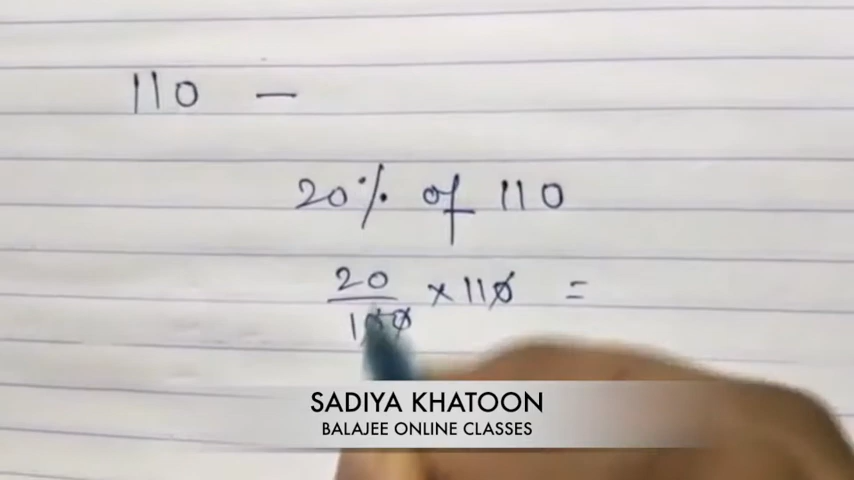 110 —
20% of 110
20/100 × 110 =
SADIYA KHATOON
BALAJEE ONLINE CLASSES